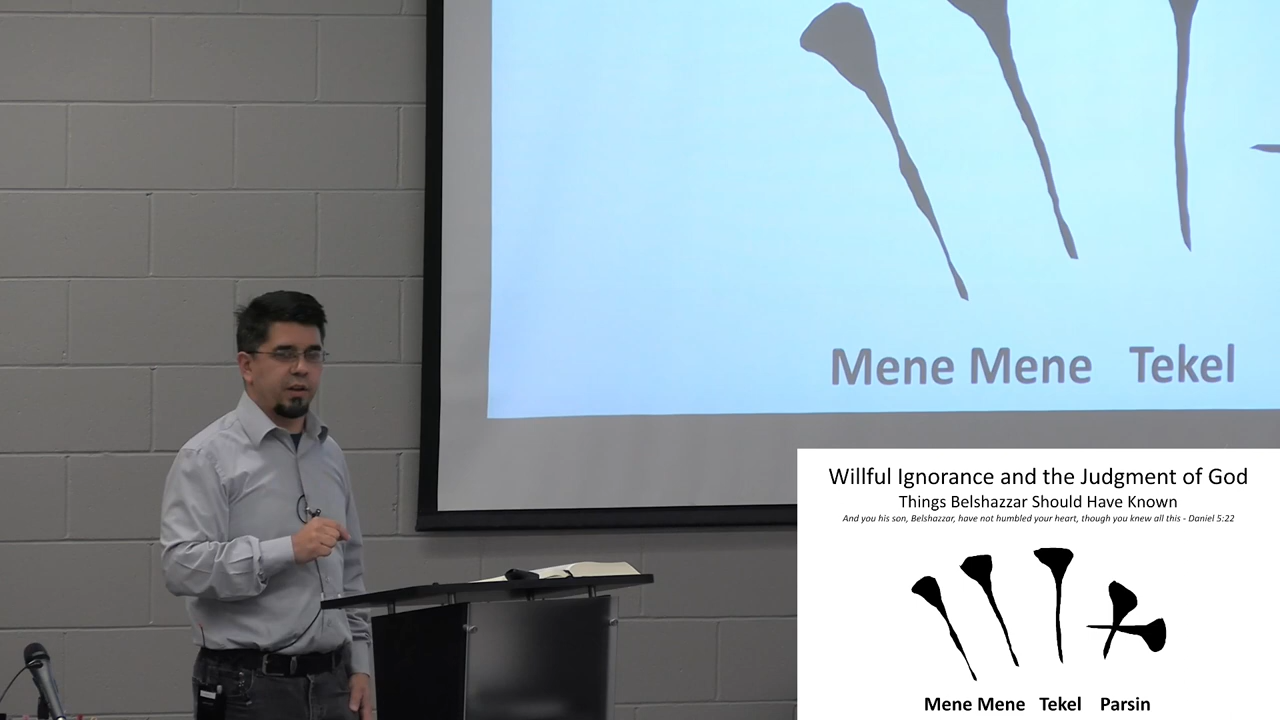 Mene Mene Tekel
Willful Ignorance and the Judgment of God
Things Belshazzar Should Have Known
And you his son, Belshazzar, have not humbled your heart, though you knew all this - Daniel 5:22
Mene Mene Tekel Parsin